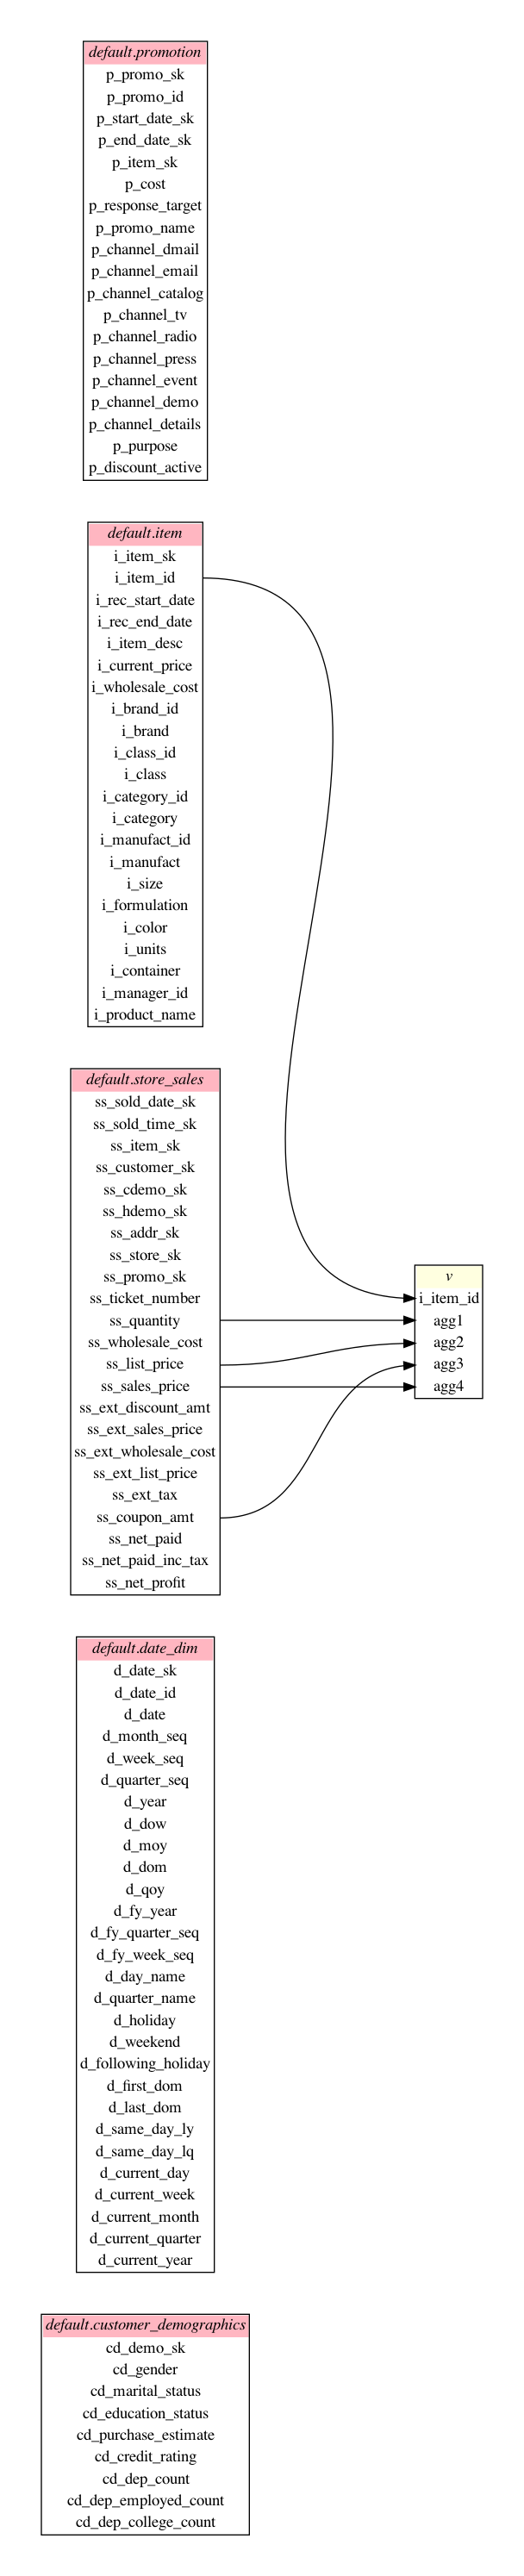 default.promotion
p_promo_sk
p_promo_id
p_start_date_sk
p_end_date_sk
p_item_sk
p_cost
p_response_target
p_promo_name
p_channel_dmail
p_channel_email
p_channel_catalog
p_channel_tv
p_channel_radio
p_channel_press
p_channel_event
p_channel_demo
p_channel_details
p_purpose
p_discount_active
default.item
i_item_sk
i_item_id
i_rec_start_date
i_rec_end_date
i_item_desc
i_current_price
i_wholesale_cost
i_brand_id
i_brand
i_class_id
i_class
i_category_id
i_category
i_manufact_id
i_manufact
i_size
i_formulation
i_color
i_units
i_container
i_manager_id
i_product_name
default.store_sales
ss_sold_date_sk
ss_sold_time_sk
ss_item_sk
ss_customer_sk
ss_cdemo_sk
ss_hdemo_sk
ss_addr_sk
ss_store_sk
ss_promo_sk
ss_ticket_number
ss_quantity
ss_wholesale_cost
ss_list_price
ss_sales_price
ss_ext_discount_amt
ss_ext_sales_price
ss_ext_wholesale_cost
ss_ext_list_price
ss_ext_tax
ss_coupon_amt
ss_net_paid
ss_net_paid_inc_tax
ss_net_profit
v
i_item_id
agg1
agg2
agg3
agg4
default.date_dim
d_date_sk
d_date_id
d_date
d_month_seq
d_week_seq
d_quarter_seq
d_year
d_dow
d_moy
d_dom
d_qoy
d_fy_year
d_fy_quarter_seq
d_fy_week_seq
d_day_name
d_quarter_name
d_holiday
d_weekend
d_following_holiday
d_first_dom
d_last_dom
d_same_day_ly
d_same_day_lq
d_current_day
d_current_week
d_current_month
d_current_quarter
d_current_year
default.customer_demographics
cd_demo_sk
cd_gender
cd_marital_status
cd_education_status
cd_purchase_estimate
cd_credit_rating
cd_dep_count
cd_dep_employed_count
cd_dep_college_count